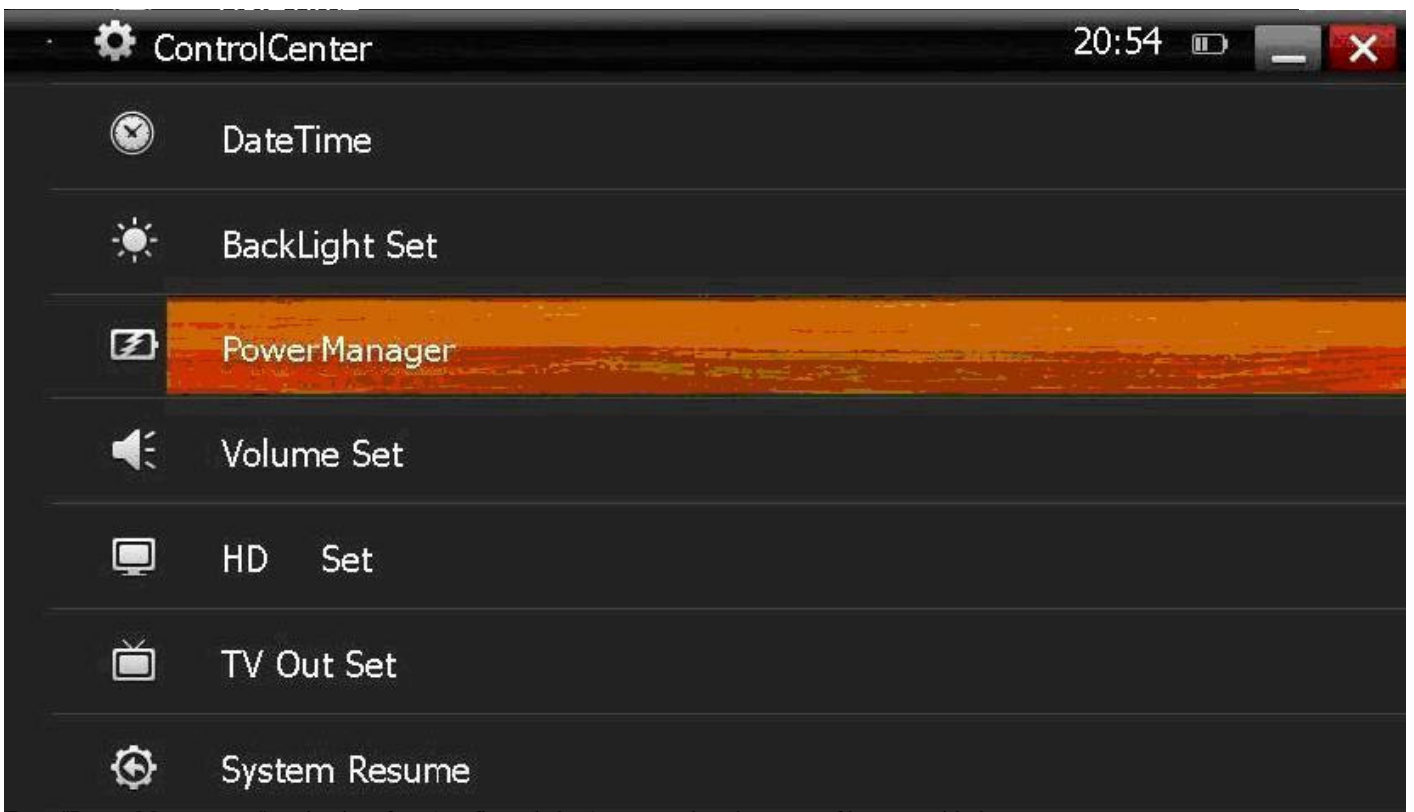 ControlCenter 20:54
DateTime
BackLight Set
PowerManager
Volume Set
HD Set
TV Out Set
System Resume